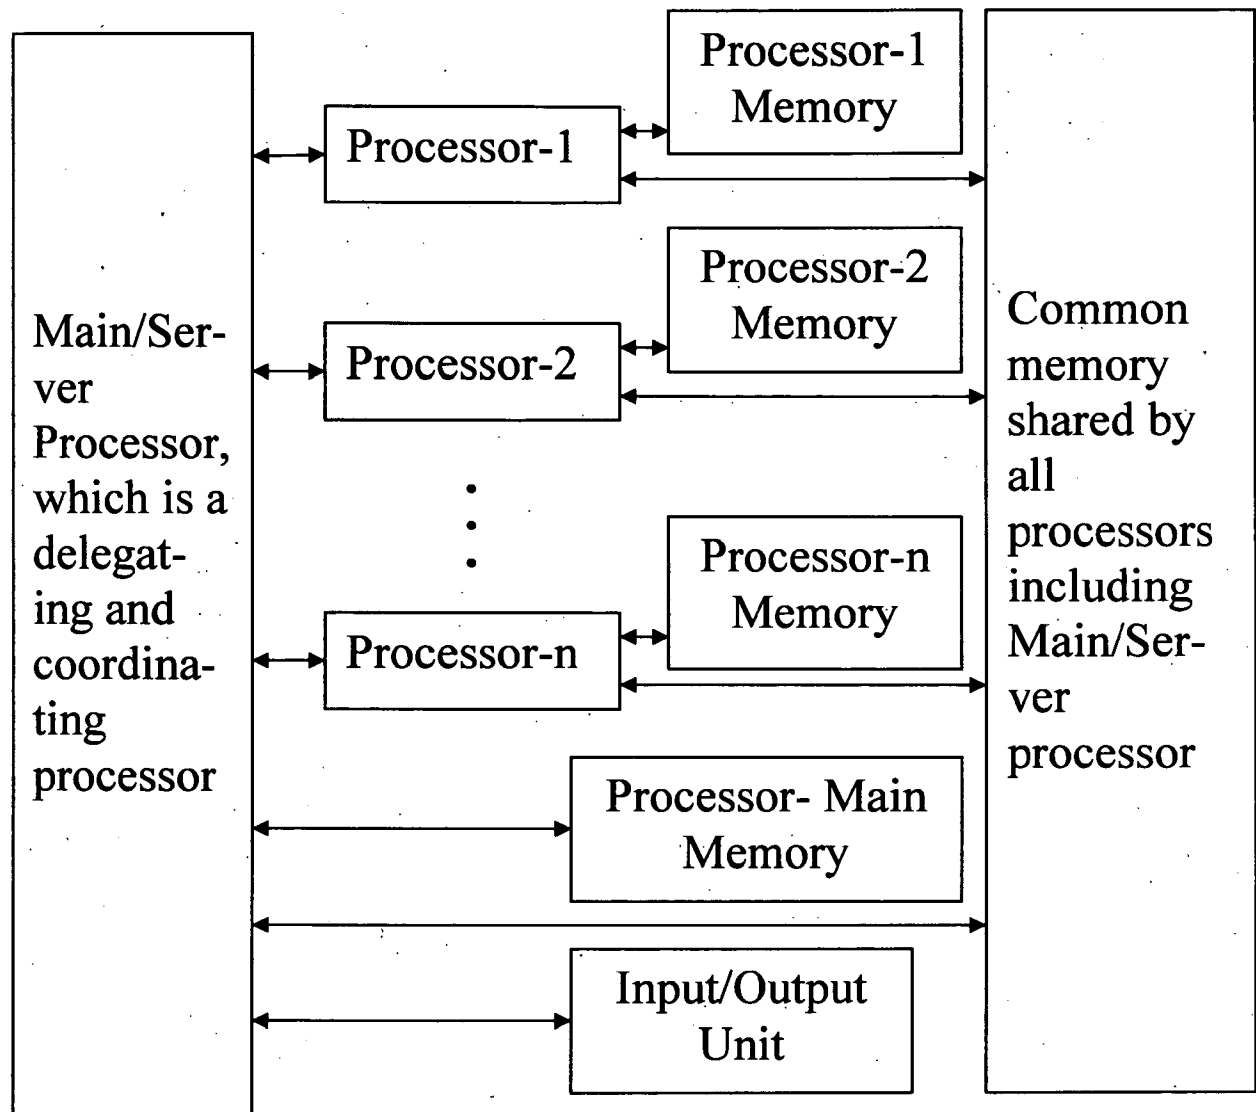 Main/Ser-
ver
Processor,
which is a
delegat-
ing and
coordina-
ting
processor
Processor-1
Processor-1
Memory
Processor-2
Processor-2
Memory
Processor-n
Processor-n
Memory
Processor- Main
Memory
Input/Output
Unit
Common
memory
shared by
all
processors
including
Main/Ser-
ver
processor